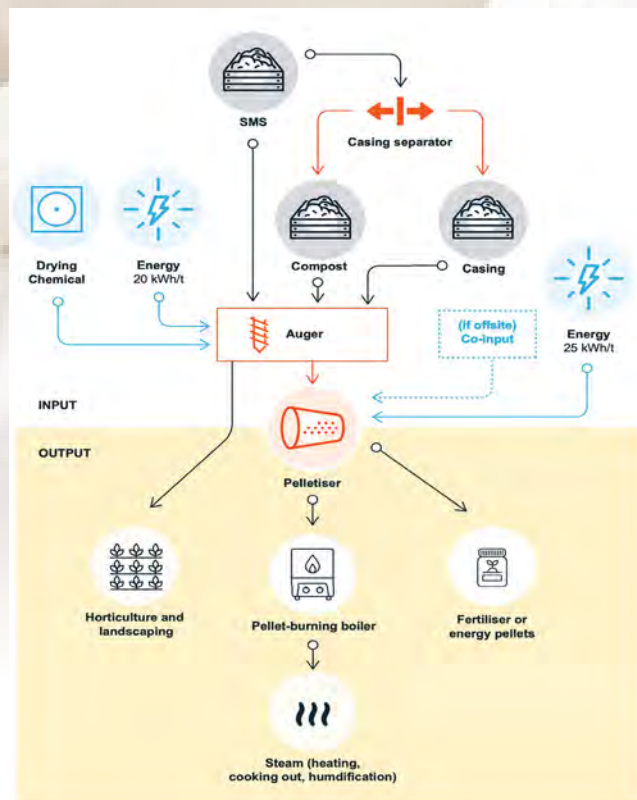 SMS
Casing separator
Drying
Chemical
Energy
20 kWh/t
Compost
Casing
Auger
(if offsite)
Co-input
Energy
25 kWh/t
INPUT
OUTPUT
Pelletiser
Horticulture and
landscaping
Pellet-burning boiler
Fertiliser or
energy pellets
Steam (heating,
cooking out, humdification)